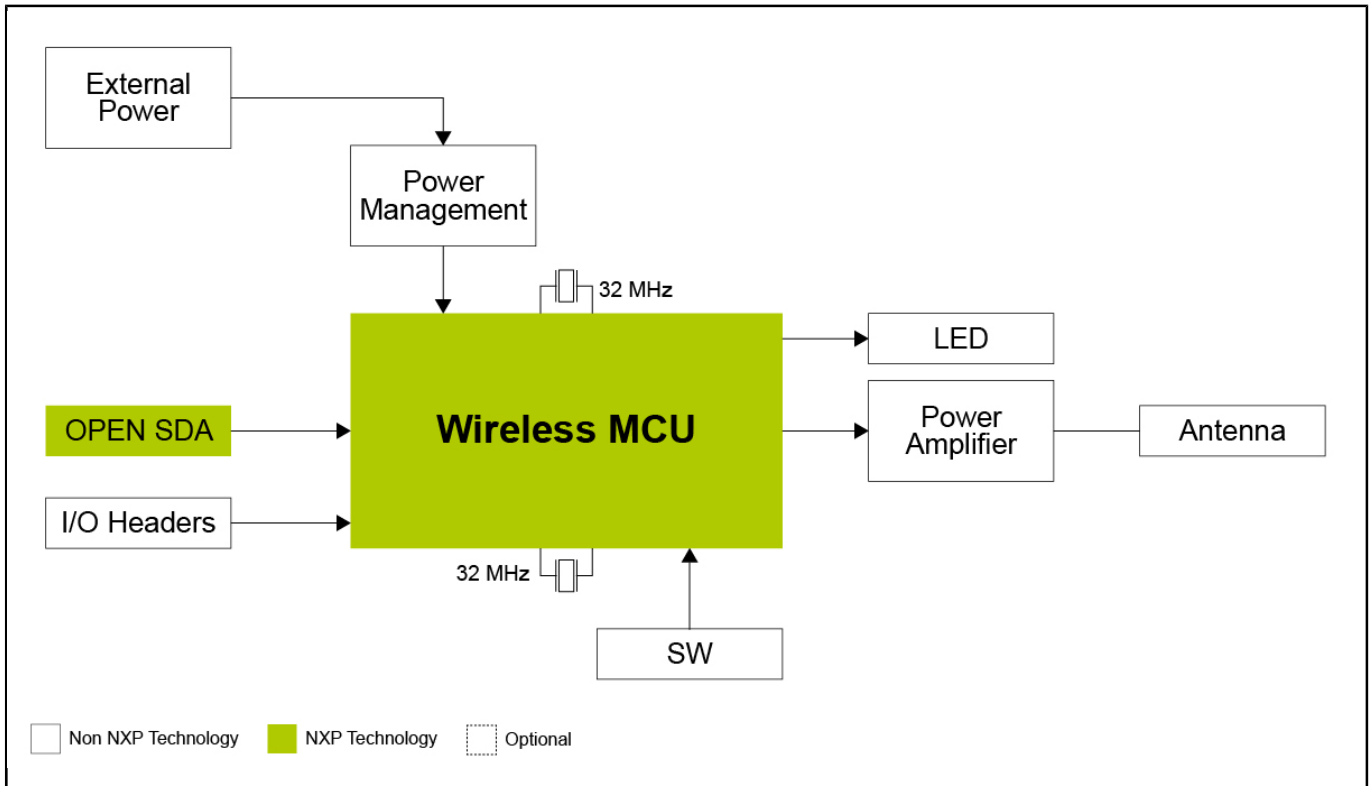 External
Power
Power
Management
32 MHz
LED
OPEN SDA
Wireless MCU
Power
Amplifier
Antenna
I/O Headers
32 MHz
SW
Non NXP Technology
NXP Technology
Optional